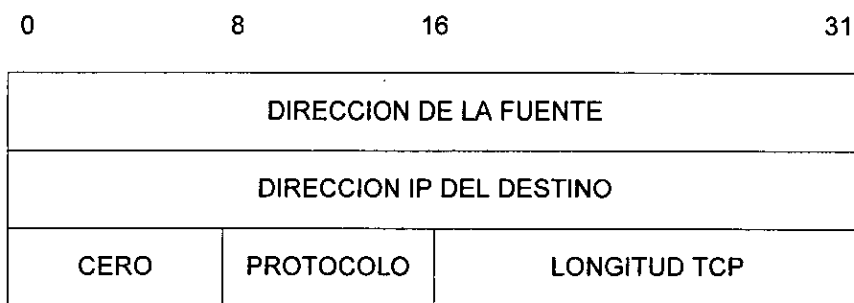 0 8 16 31
DIRECCION DE LA FUENTE
DIRECCION IP DEL DESTINO
CERO PROTOCOLO LONGITUD TCP